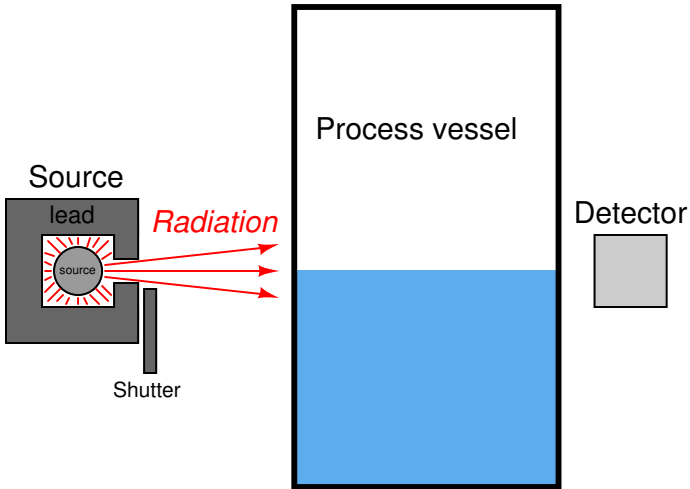 Process vessel
Source
lead
Radiation
Detector
source
Shutter